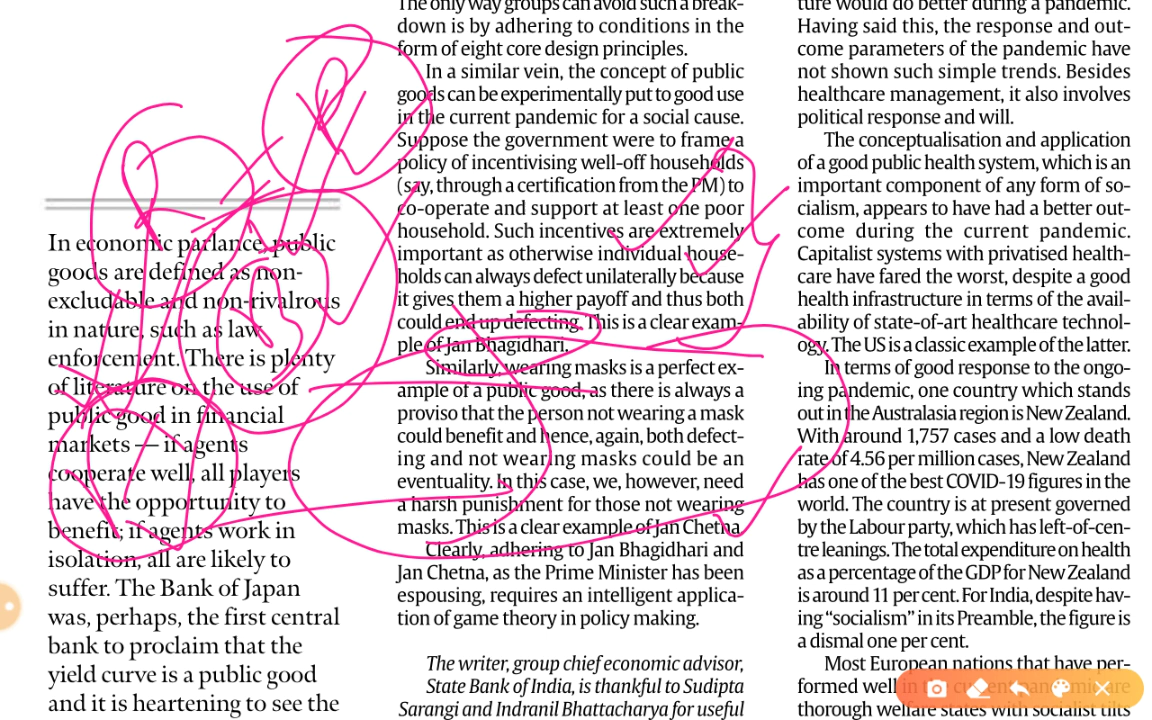 In economic parlance, public
goods are defined as non-
excludable and non-rivalrous
in nature, such as law
enforcement. There is plenty
of literature on the use of
public good in financial
markets — if agents
cooperate well, all players
have the opportunity to
benefit; if agents work in
isolation, all are likely to
suffer. The Bank of Japan
was, perhaps, the first central
bank to proclaim that the
yield curve is a public good
and it is heartening to see the
The only way groups can avoid such a break-
down is by adhering to conditions in the
form of eight core design principles.
In a similar vein, the concept of public
goods can be experimentally put to good use
in the current pandemic for a social cause.
Suppose the government were to frame a
policy of incentivising well-off households
(say, through a certification from the PM) to
co-operate and support at least one poor
household. Such incentives are extremely
important as otherwise individual house-
holds can always defect unilaterally because
it gives them a higher payoff and thus both
could end up defecting. This is a clear exam-
ple of Jan Bhagidhari.
Similarly, wearing masks is a perfect ex-
ample of a public good, as there is always a
proviso that the person not wearing a mask
could benefit and hence, again, both defect-
ing and not wearing masks could be an
eventuality. In this case, we, however, need
a harsh punishment for those not wearing
masks. This is a clear example of Jan Chetna.
Clearly, adhering to Jan Bhagidhari and
Jan Chetna, as the Prime Minister has been
espousing, requires an intelligent applica-
tion of game theory in policy making.
The writer, group chief economic advisor,
State Bank of India, is thankful to Sudipta
Sarangi and Indranil Bhattacharya for useful
ture would do better during a pandemic.
Having said this, the response and out-
come parameters of the pandemic have
not shown such simple trends. Besides
healthcare management, it also involves
political response and will.
The conceptualisation and application
of a good public health system, which is an
important component of any form of so-
cialism, appears to have had a better out-
come during the current pandemic.
Capitalist systems with privatised health-
care have fared the worst, despite a good
health infrastructure in terms of the avail-
ability of state-of-art healthcare technol-
ogy. The US is a classic example of the latter.
In terms of good response to the ongo-
ing pandemic, one country which stands
out in the Australasia region is New Zealand.
With around 1,757 cases and a low death
rate of 4.56 per million cases, New Zealand
has one of the best COVID-19 figures in the
world. The country is at present governed
by the Labour party, which has left-of-cen-
tre leanings. The total expenditure on health
as a percentage of the GDP for New Zealand
is around 11 per cent. For India, despite hav-
ing “socialism” in its Preamble, the figure is
a dismal one per cent.
Most European nations that have per-
formed well in the current pandemic are
thorough welfare states with socialist tilts